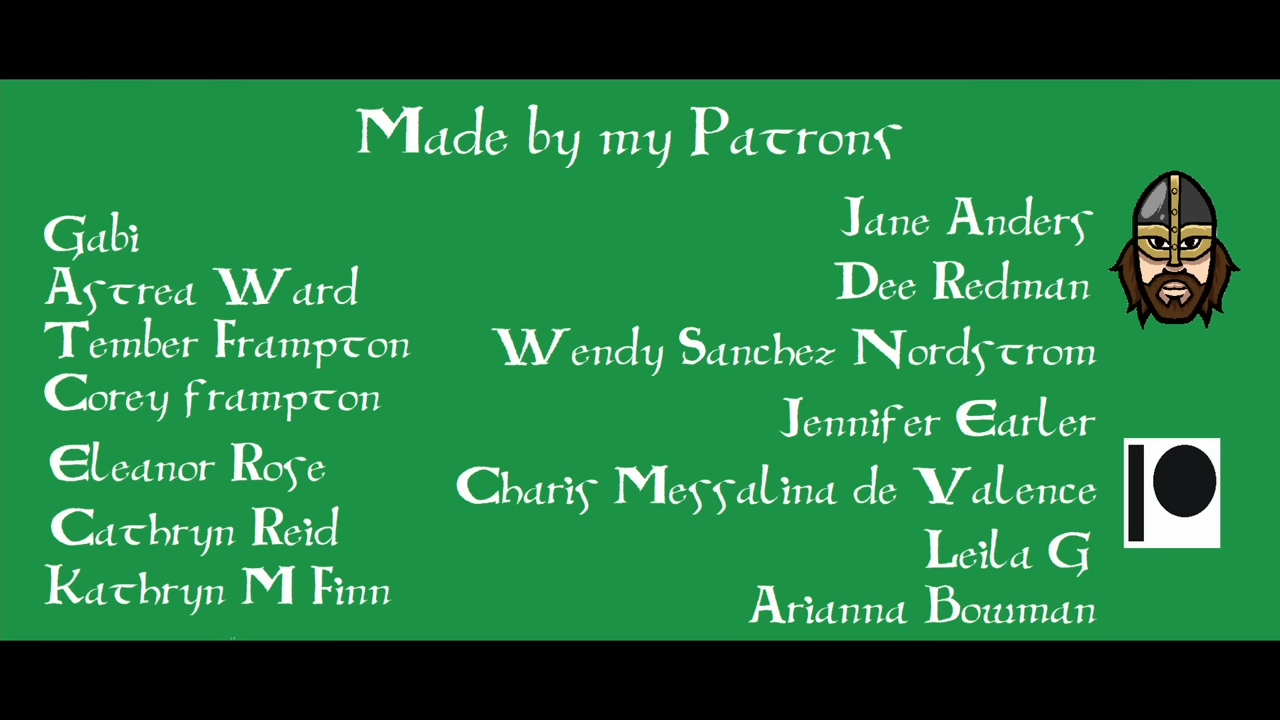 Made by my Patrons
Gabi
Astrea Ward
Tember Frampton
Corey frampton
Eleanor Rose
Cathryn Reid
Kathryn M Finn
Jane Anders
Dee Redman
Wendy Sanchez Nordstrom
Jennifer Earler
Charis Messalina de Valence
Leila G
Arianna Bowman